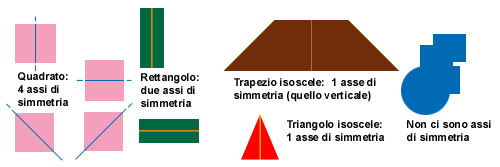 Quadrato:
4 assi di
simmetria
Rettangolo:
due assi di
simmetria
Trapezio isoscele:  1 asse di
simmetria (quello verticale)
Triangolo isoscele:
1 asse di simmetria
Non ci sono assi
di simmetria